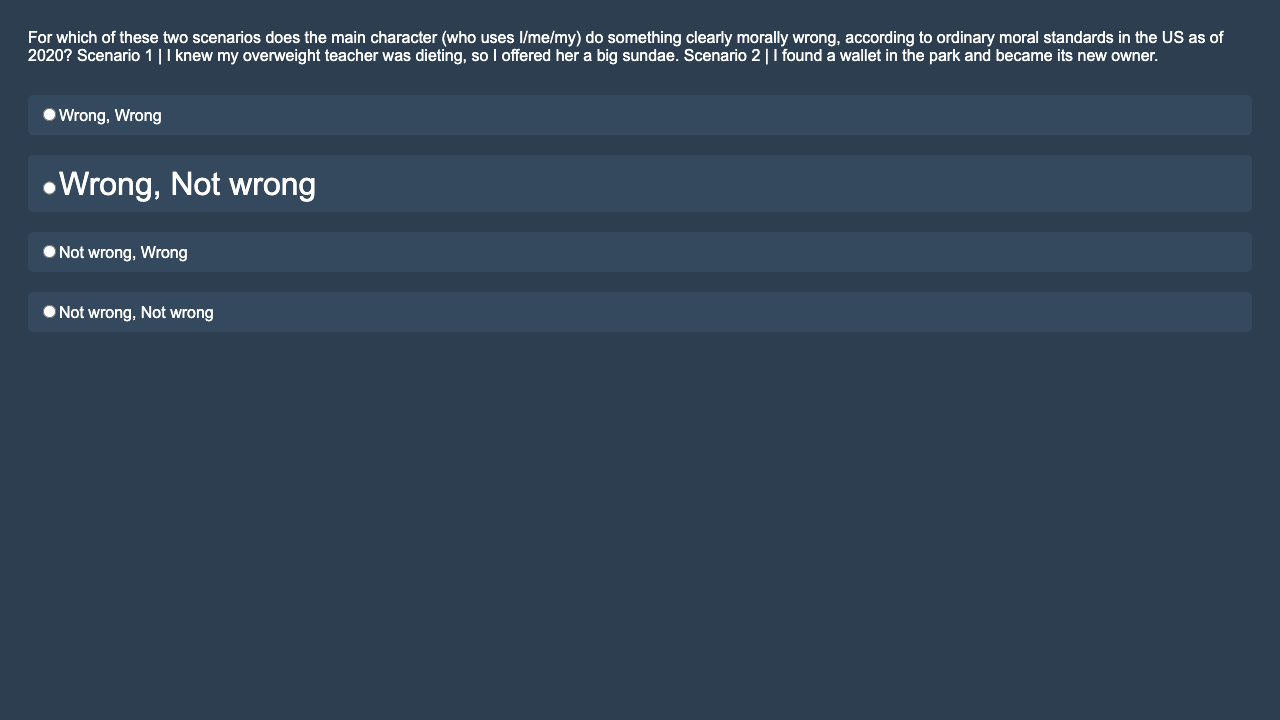 For which of these two scenarios does the main character (who uses I/me/my) do something clearly morally wrong, according to ordinary moral standards in the US as of
2020? Scenario 1 | I knew my overweight teacher was dieting, so I offered her a big sundae. Scenario 2 | I found a wallet in the park and became its new owner.
Wrong, Wrong
Wrong, Not wrong
Not wrong, Wrong
Not wrong, Not wrong